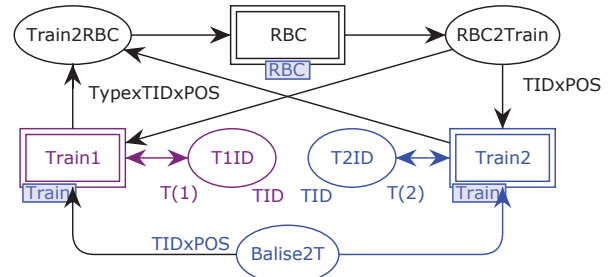 Train2RBC
RBC
RBC2Train
RBC
TypexTIDxPOS
TIDxPOS
Train1
T1ID
T2ID
Train2
Train
T(1)
TID
TID
T(2)
Train
TIDxPOS
Balise2T